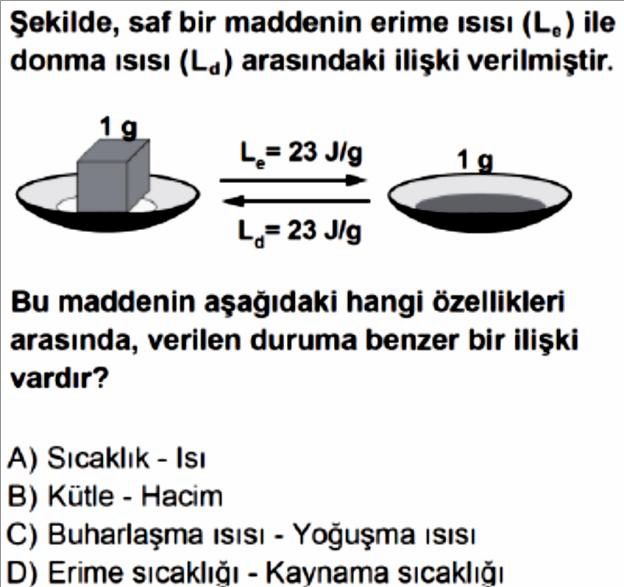 Şekilde, saf bir maddenin erime ısısı (Lₑ) ile
donma ısısı (L_d) arasındaki ilişki verilmiştir.
1 g
Lₑ= 23 J/g
1 g
L_d= 23 J/g
Bu maddenin aşağıdaki hangi özellikleri
arasında, verilen duruma benzer bir ilişki
vardır?
A) Sıcaklık - Isı
B) Kütle - Hacim
C) Buharlaşma ısısı - Yoğuşma ısısı
D) Erime sıcaklığı - Kaynama sıcaklığı